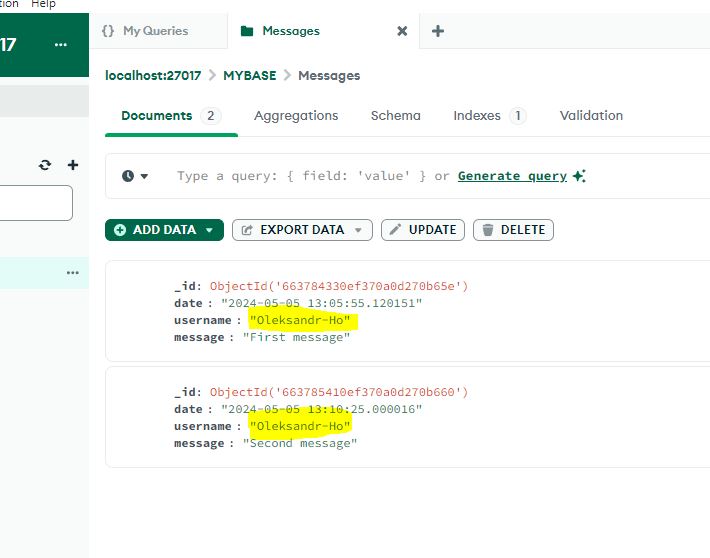 Help
17
...
{} My Queries
Messages
localhost:27017 > MYBASE > Messages
Documents 2
Aggregations
Schema
Indexes 1
Validation
Type a query: { field: 'value' } or Generate query
ADD DATA
EXPORT DATA
UPDATE
DELETE
...
_id: ObjectId('663784330ef370a0d270b65e')
date : "2024-05-05 13:05:55.120151"
username : "Oleksandr-Ho"
message : "First message"
_id: ObjectId('663785410ef370a0d270b660')
date : "2024-05-05 13:10:25.000016"
username : "Oleksandr-Ho"
message : "Second message"